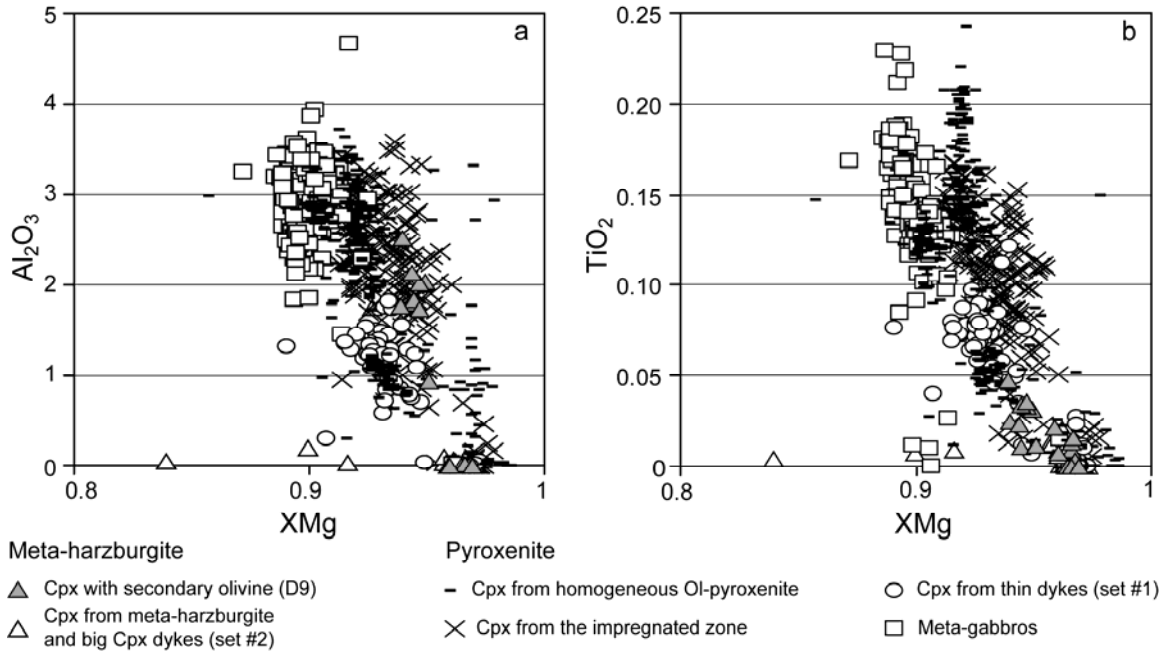 a
5
4
3
2
1
0
Al₂O₃
0.8
0.9
1
XMg
b
0.25
0.20
0.15
0.10
0.05
0
TiO₂
0.8
0.9
1
XMg
Meta-harzburgite
Cpx with secondary olivine (D9)
Cpx from meta-harzburgite
and big Cpx dykes (set #2)
Pyroxenite
Cpx from homogeneous Ol-pyroxenite
Cpx from the impregnated zone
Cpx from thin dykes (set #1)
Meta-gabbros